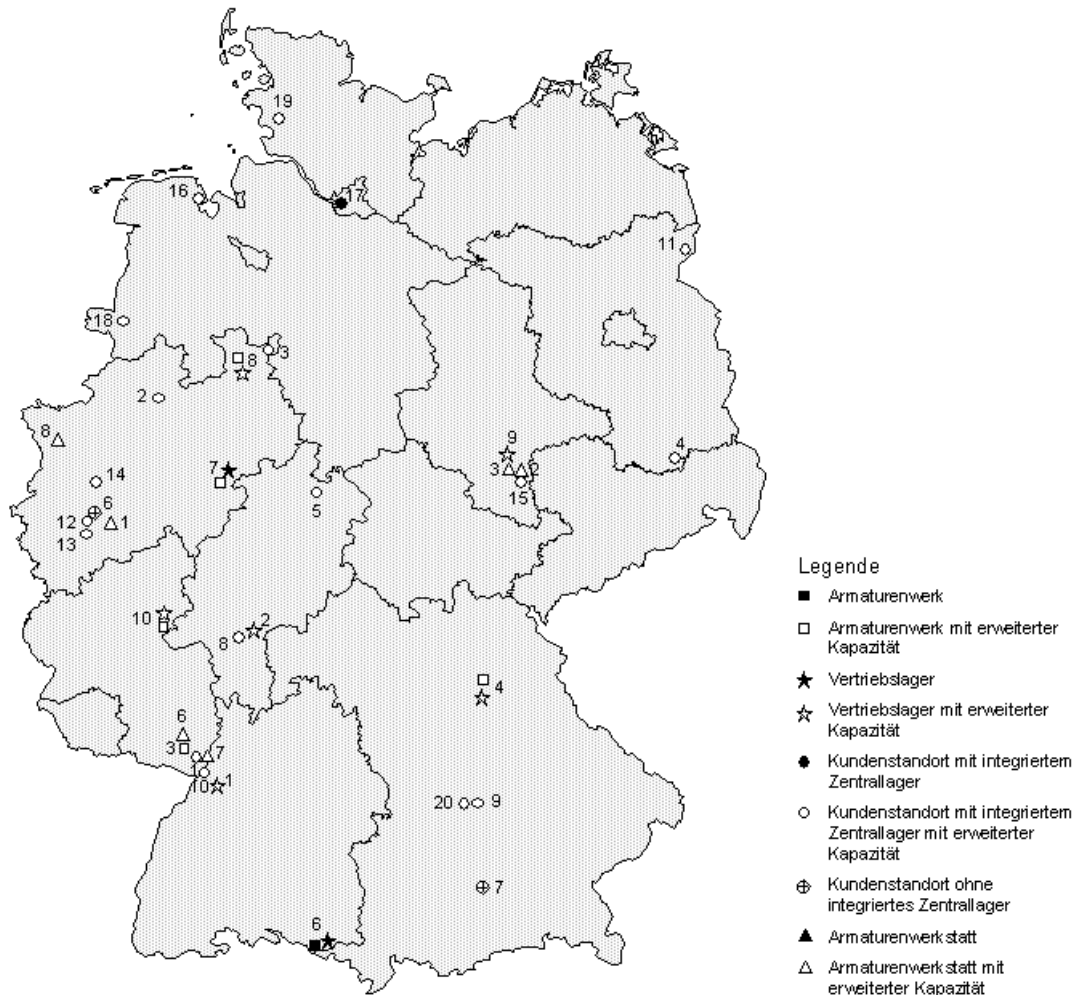 19
16
17
11
18
8
3
2
8
9
4
3
2
7
14
15
5
6
12
1
13
10
2
8
4
6
3
7
1
10
1
20
9
7
6
Legende
Armaturenwerk
Armaturenwerk mit erweiterter
Kapazität
Vertriebslager
Vertriebslager mit erweiterter
Kapazität
Kundenstandort mit integriertem
Zentrallager
Kundenstandort mit integriertem
Zentrallager mit erweiterter
Kapazität
Kundenstandort ohne
integriertes Zentrallager
Armaturenwerkstatt
Armaturenwerkstatt mit
erweiterter Kapazität